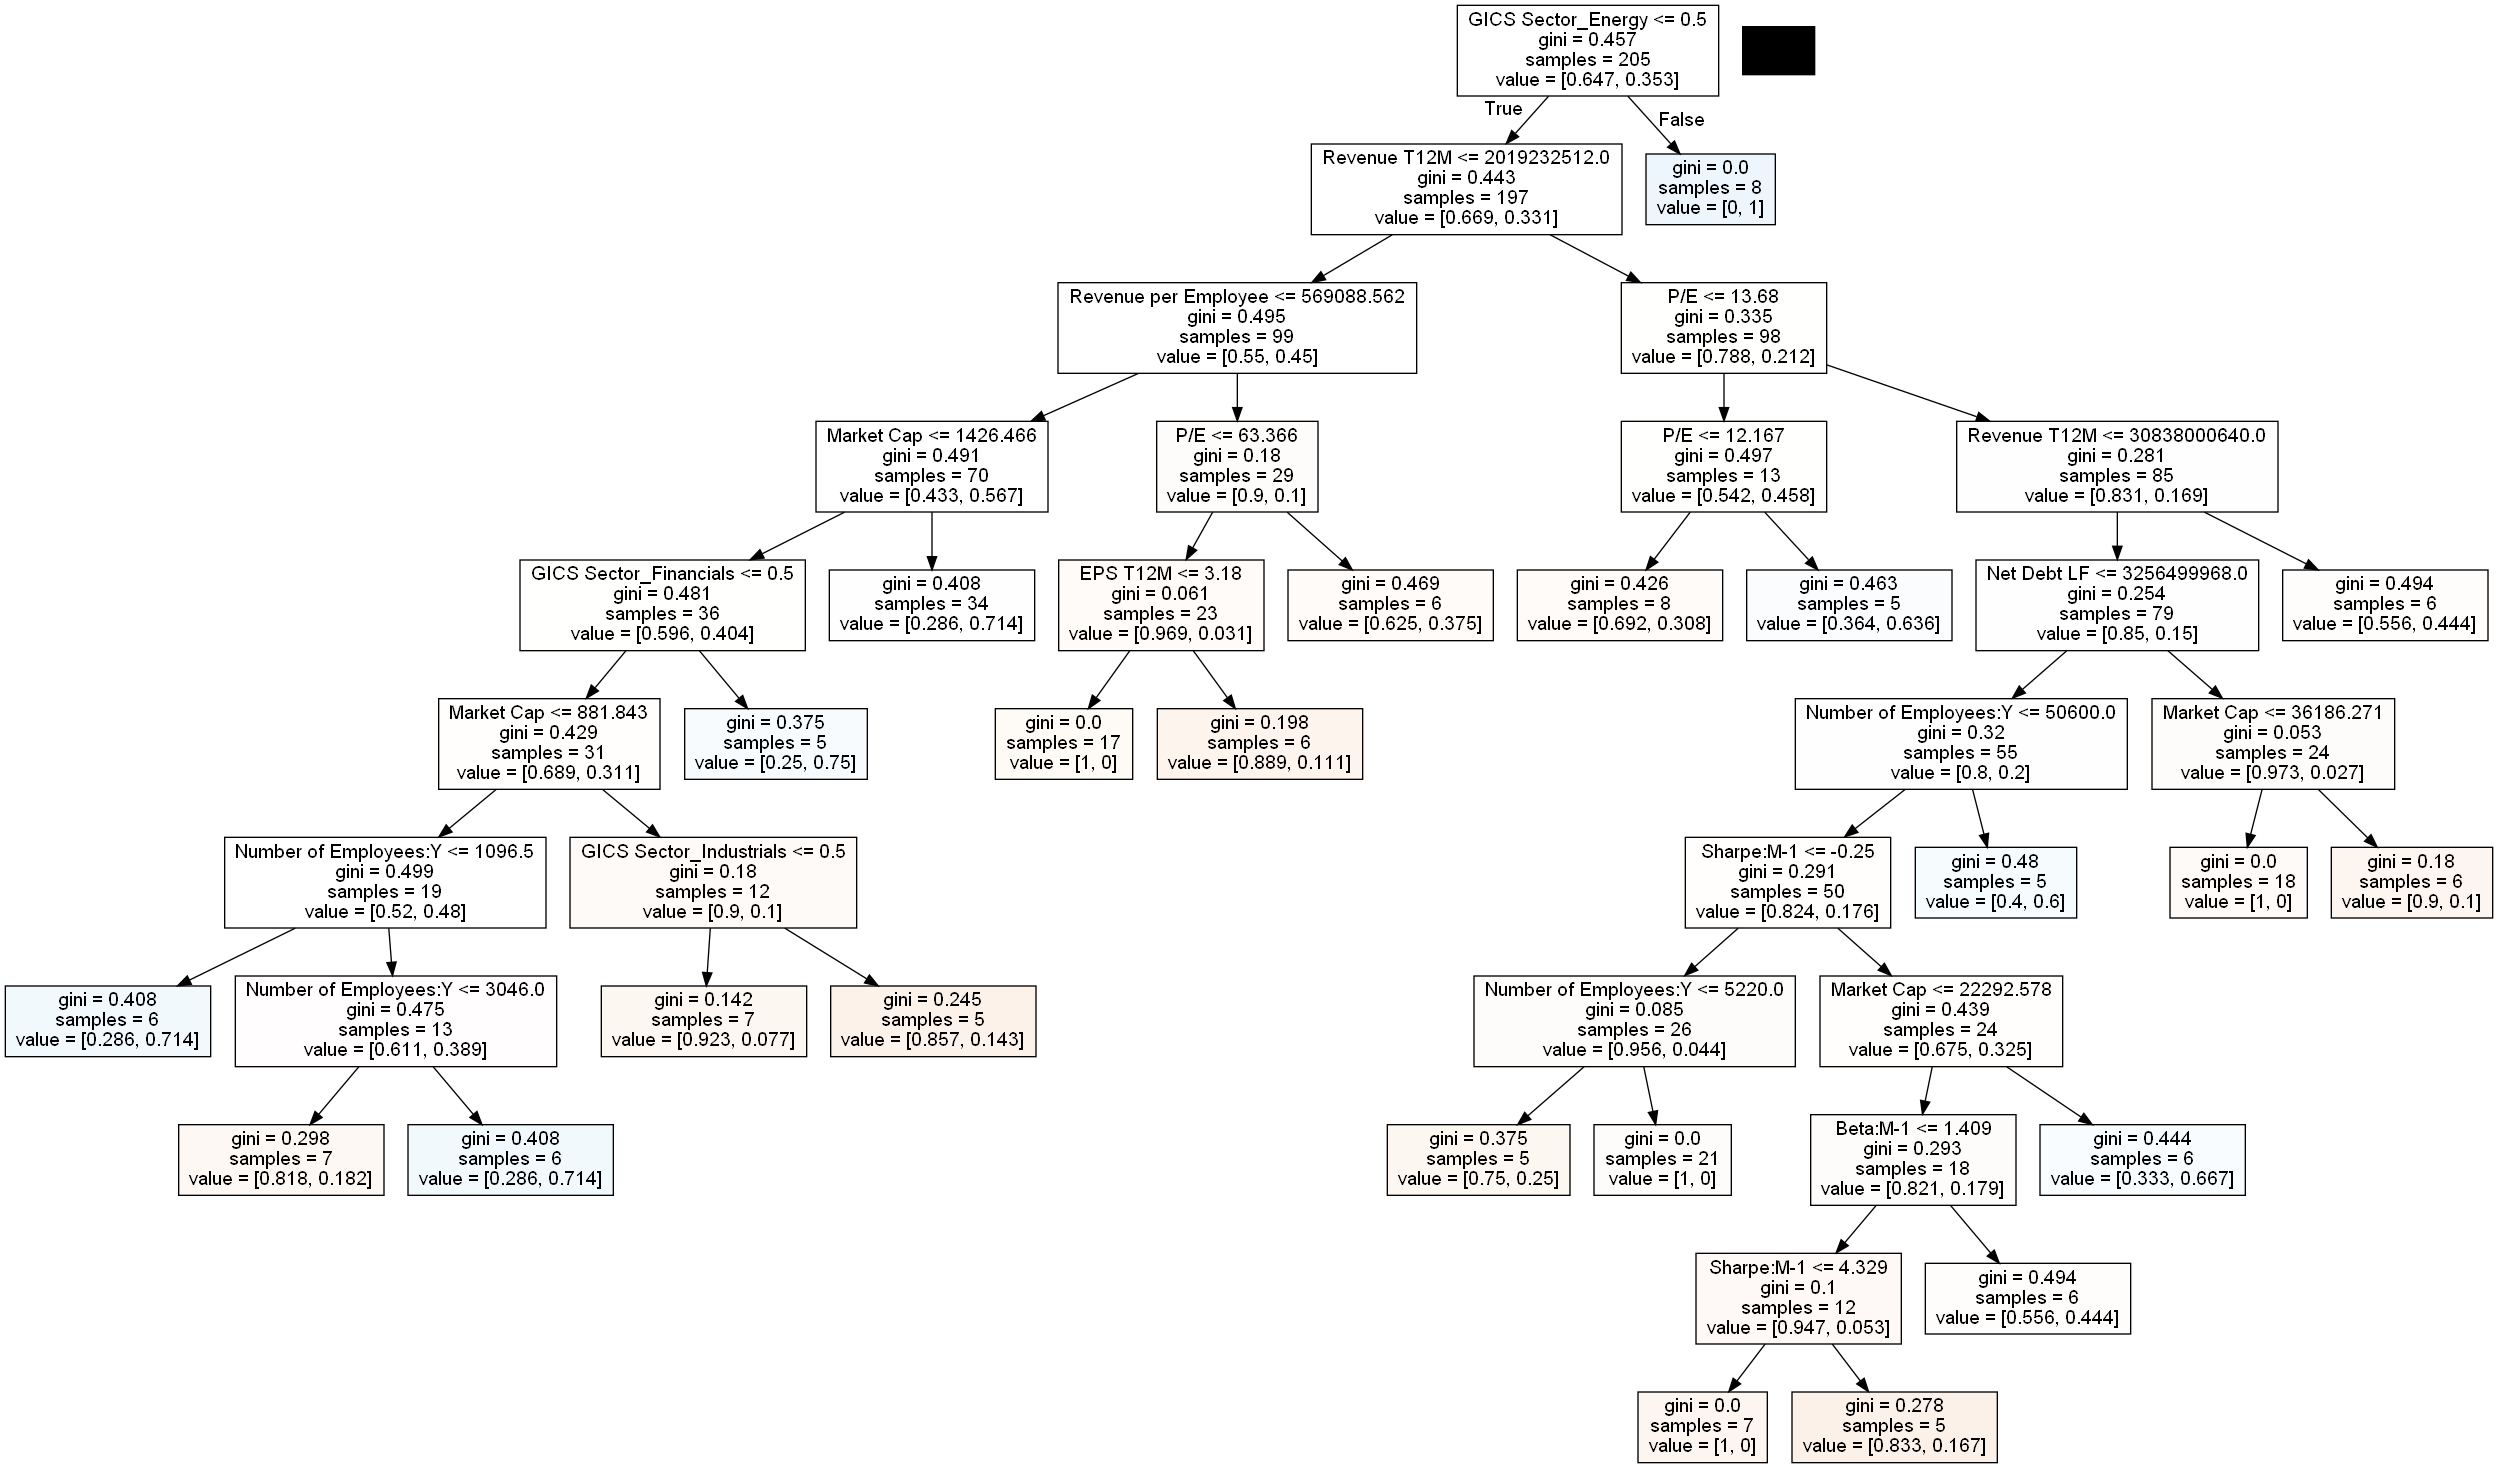 GICS Sector_Energy <= 0.5
gini = 0.457
samples = 205
value = [0.647, 0.353]
True
False
Revenue T12M <= 2019232512.0
gini = 0.443
samples = 197
value = [0.669, 0.331]
gini = 0.0
samples = 8
value = [0, 1]
Revenue per Employee <= 569088.562
gini = 0.495
samples = 99
value = [0.55, 0.45]
P/E <= 13.68
gini = 0.335
samples = 98
value = [0.788, 0.212]
Market Cap <= 1426.466
gini = 0.491
samples = 70
value = [0.433, 0.567]
P/E <= 63.366
gini = 0.18
samples = 29
value = [0.9, 0.1]
P/E <= 12.167
gini = 0.497
samples = 13
value = [0.542, 0.458]
Revenue T12M <= 30838000640.0
gini = 0.281
samples = 85
value = [0.831, 0.169]
GICS Sector_Financials <= 0.5
gini = 0.481
samples = 36
value = [0.596, 0.404]
gini = 0.408
samples = 34
value = [0.286, 0.714]
EPS T12M <= 3.18
gini = 0.061
samples = 23
value = [0.969, 0.031]
gini = 0.469
samples = 6
value = [0.625, 0.375]
gini = 0.426
samples = 8
value = [0.692, 0.308]
gini = 0.463
samples = 5
value = [0.364, 0.636]
Net Debt LF <= 3256499968.0
gini = 0.254
samples = 79
value = [0.85, 0.15]
gini = 0.494
samples = 6
value = [0.556, 0.444]
Market Cap <= 881.843
gini = 0.429
samples = 31
value = [0.689, 0.311]
gini = 0.375
samples = 5
value = [0.25, 0.75]
gini = 0.0
samples = 17
value = [1, 0]
gini = 0.198
samples = 6
value = [0.889, 0.111]
Number of Employees:Y <= 50600.0
gini = 0.32
samples = 55
value = [0.8, 0.2]
Market Cap <= 36186.271
gini = 0.053
samples = 24
value = [0.973, 0.027]
Number of Employees:Y <= 1096.5
gini = 0.499
samples = 19
value = [0.52, 0.48]
GICS Sector_Industrials <= 0.5
gini = 0.18
samples = 12
value = [0.9, 0.1]
Sharpe:M-1 <= -0.25
gini = 0.291
samples = 50
value = [0.824, 0.176]
gini = 0.48
samples = 5
value = [0.4, 0.6]
gini = 0.0
samples = 18
value = [1, 0]
gini = 0.18
samples = 6
value = [0.9, 0.1]
gini = 0.408
samples = 6
value = [0.286, 0.714]
Number of Employees:Y <= 3046.0
gini = 0.475
samples = 13
value = [0.611, 0.389]
gini = 0.142
samples = 7
value = [0.923, 0.077]
gini = 0.245
samples = 5
value = [0.857, 0.143]
Number of Employees:Y <= 5220.0
gini = 0.085
samples = 26
value = [0.956, 0.044]
Market Cap <= 22292.578
gini = 0.439
samples = 24
value = [0.675, 0.325]
gini = 0.298
samples = 7
value = [0.818, 0.182]
gini = 0.408
samples = 6
value = [0.286, 0.714]
gini = 0.375
samples = 5
value = [0.75, 0.25]
gini = 0.0
samples = 21
value = [1, 0]
Beta:M-1 <= 1.409
gini = 0.293
samples = 18
value = [0.821, 0.179]
gini = 0.444
samples = 6
value = [0.333, 0.667]
Sharpe:M-1 <= 4.329
gini = 0.1
samples = 12
value = [0.947, 0.053]
gini = 0.494
samples = 6
value = [0.556, 0.444]
gini = 0.0
samples = 7
value = [1, 0]
gini = 0.278
samples = 5
value = [0.833, 0.167]